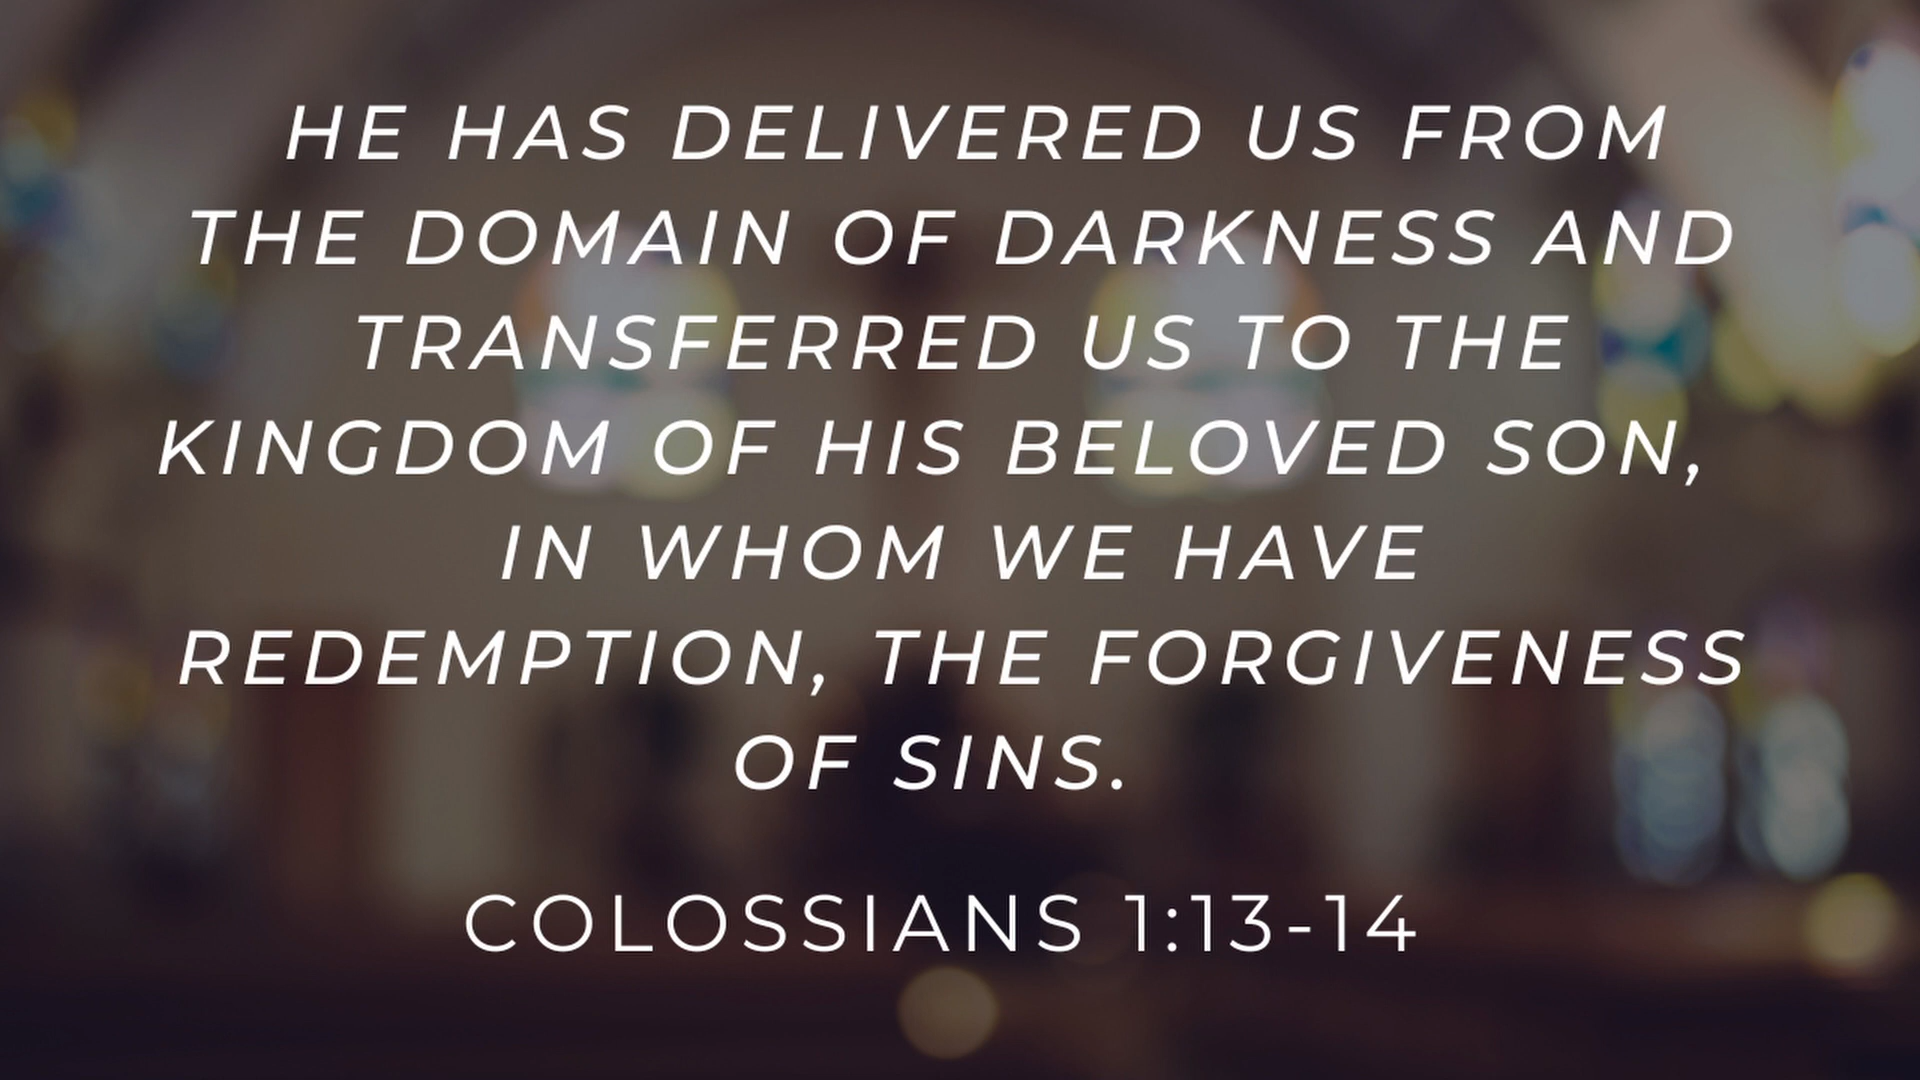 HE HAS DELIVERED US FROM
THE DOMAIN OF DARKNESS AND
TRANSFERRED US TO THE
KINGDOM OF HIS BELOVED SON,
IN WHOM WE HAVE
REDEMPTION, THE FORGIVENESS
OF SINS.
COLOSSIANS 1:13-14